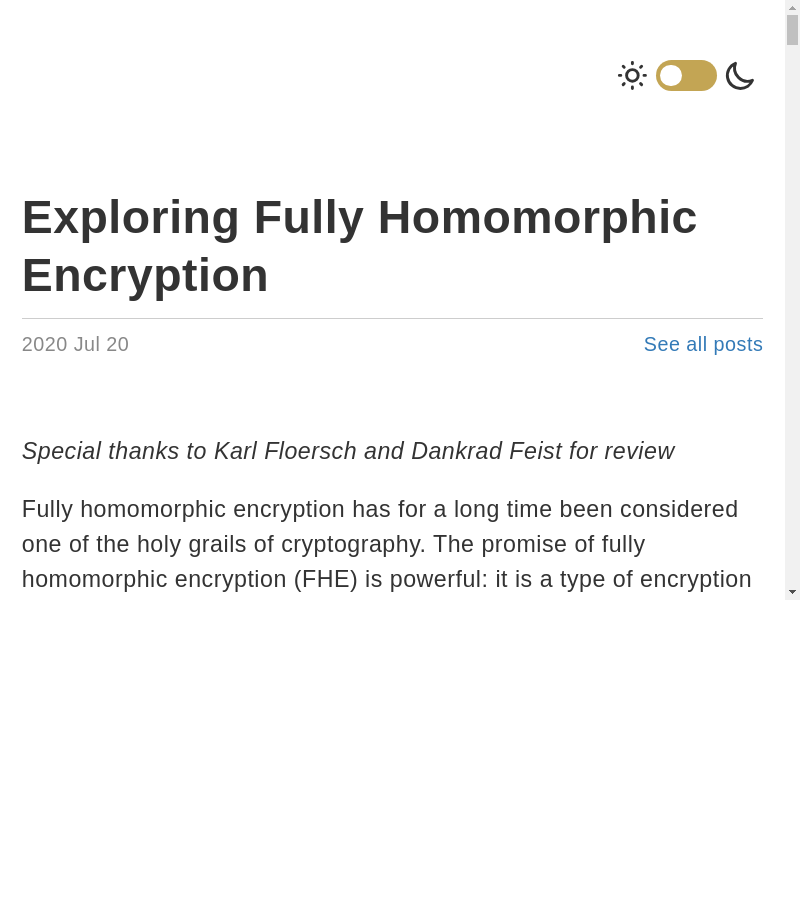 Exploring Fully Homomorphic
Encryption
2020 Jul 20 See all posts
Special thanks to Karl Floersch and Dankrad Feist for review
Fully homomorphic encryption has for a long time been considered
one of the holy grails of cryptography. The promise of fully
homomorphic encryption (FHE) is powerful: it is a type of encryption